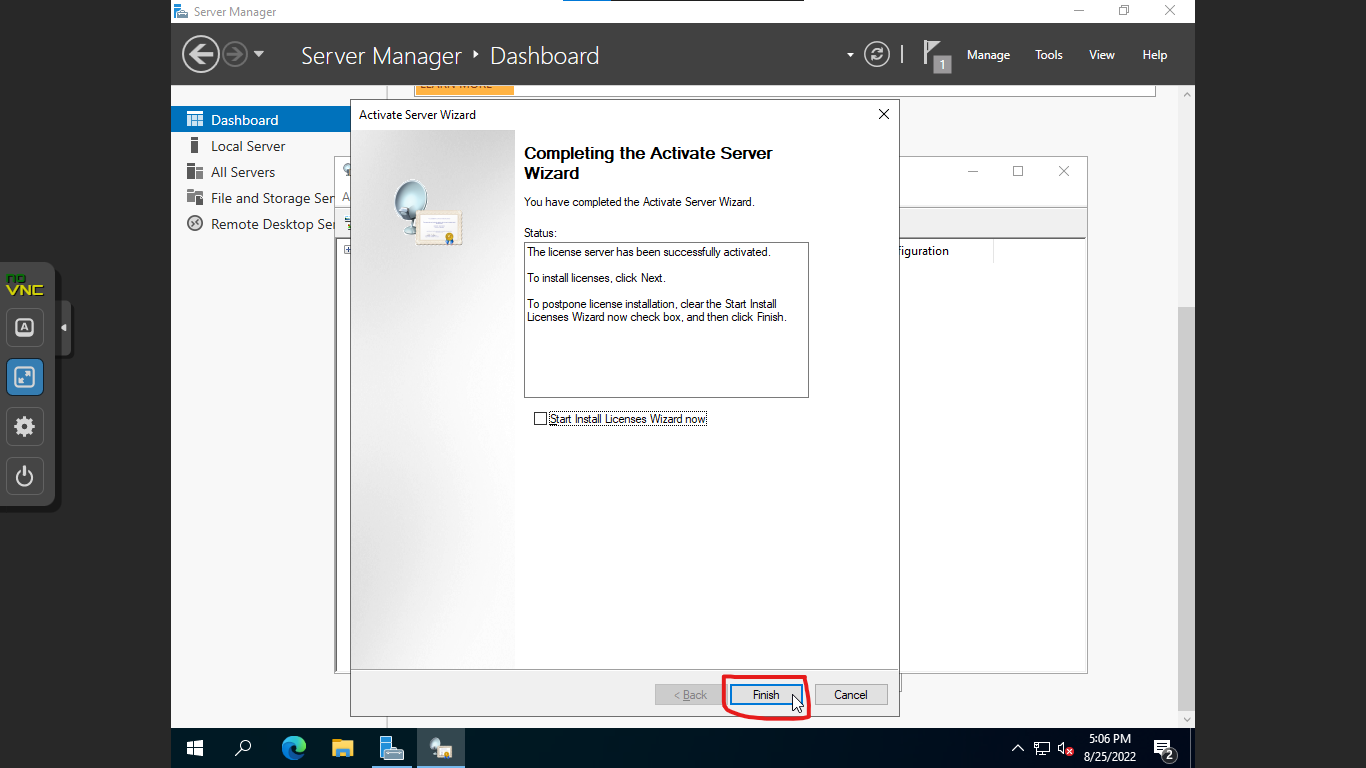 Server Manager
Server Manager Dashboard
1
Manage
Tools
View
Help
LEARN MORE
Dashboard
Local Server
All Servers
File and Storage Ser
Remote Desktop Se
A
figuration
Activate Server Wizard
Completing the Activate Server
Wizard
You have completed the Activate Server Wizard.
Status:
The license server has been successfully activated.
To install licenses, click Next.
To postpone license installation, clear the Start Install
Licenses Wizard now check box, and then click Finish.
Start Install Licenses Wizard now
< Back
Finish
Cancel
no
VNC
A
5:06 PM
8/25/2022
2